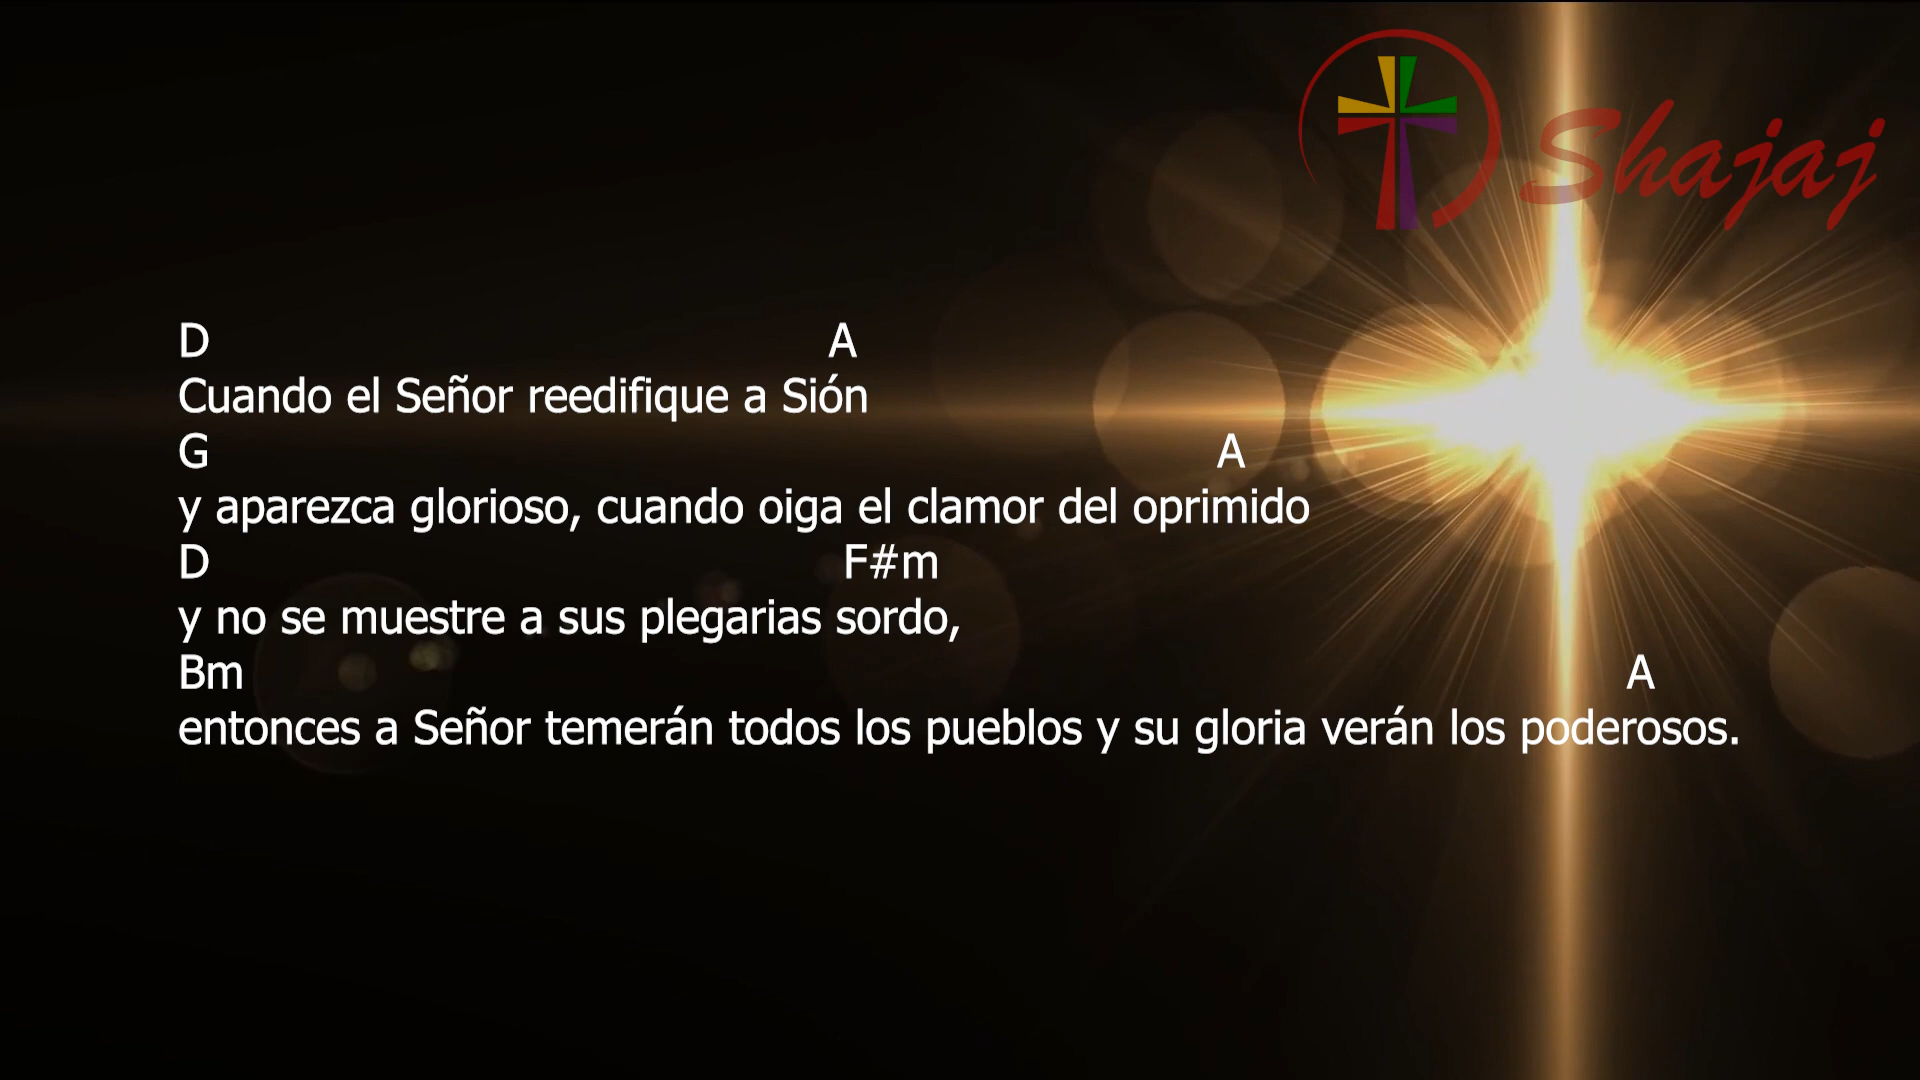 Shajaj
D A
Cuando el Señor reedifique a Sión
G A
y aparezca glorioso, cuando oiga el clamor del oprimido
D F#m
y no se muestre a sus plegarias sordo,
Bm A
entonces a Señor temerán todos los pueblos y su gloria verán los poderosos.